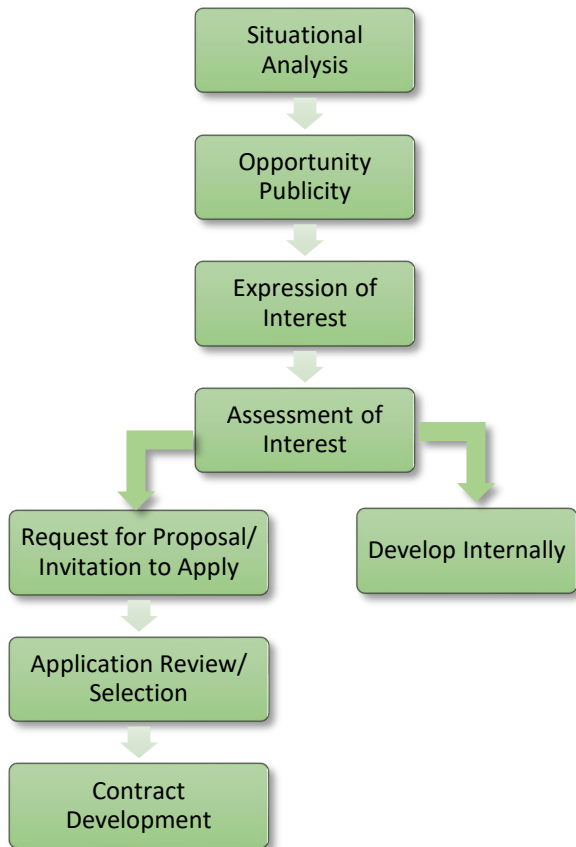 Situational
Analysis
Opportunity
Publicity
Expression of
Interest
Assessment of
Interest
Request for Proposal/
Invitation to Apply
Develop Internally
Application Review/
Selection
Contract
Development